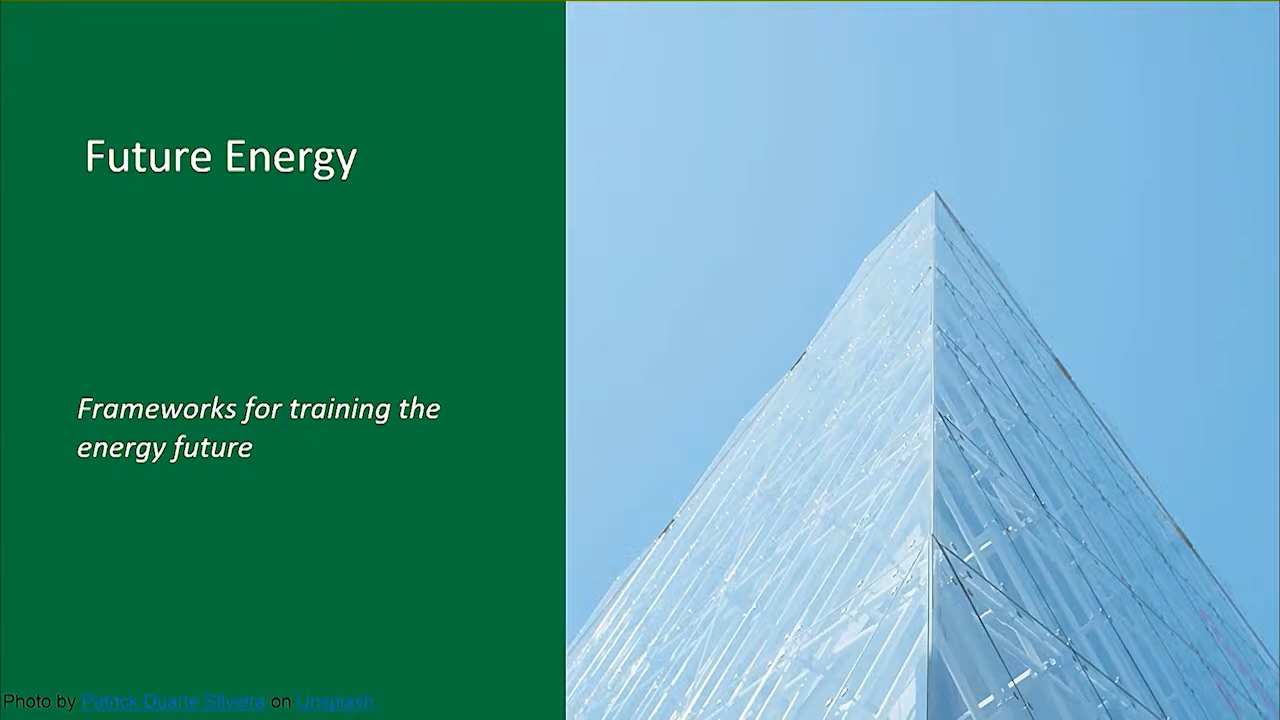 Future Energy
Frameworks for training the
energy future
Photo by Patrick Duarte Silveira on Unsplash